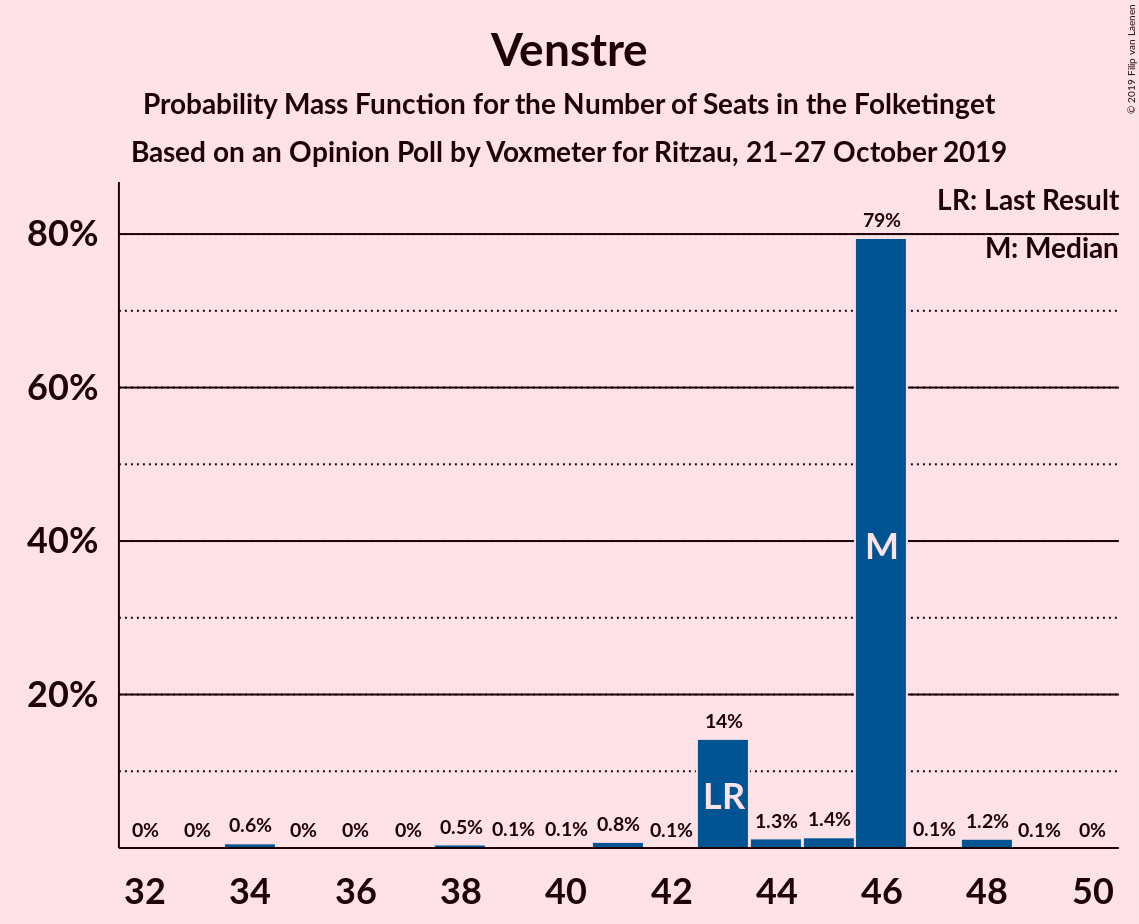 Venstre
Probability Mass Function for the Number of Seats in the Folketinget
Based on an Opinion Poll by Voxmeter for Ritzau, 21–27 October 2019
© 2019 Filip van Laenen
LR: Last Result
M: Median
80%
60%
40%
20%
0% 0% 0.6% 0% 0% 0% 0.5% 0.1% 0.1% 0.8% 0.1% 14% 1.3% 1.4% 79% 0.1% 1.2% 0.1% 0%
LR
M
32 34 36 38 40 42 44 46 48 50